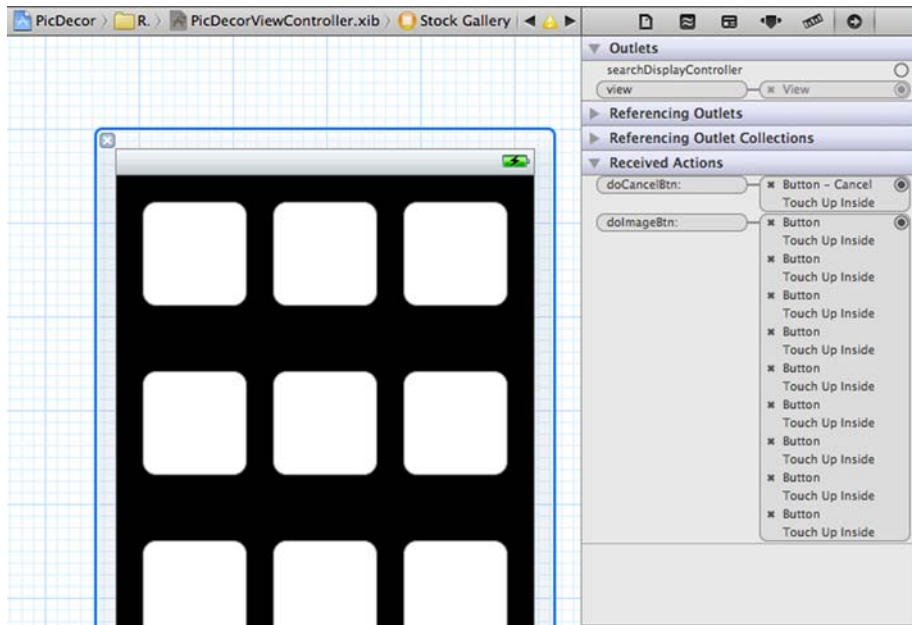 PicDecor R. PicDecorViewController.xib Stock Gallery
Outlets
searchDisplayController
view View
Referencing Outlets
Referencing Outlet Collections
Received Actions
doCancelBtn: Button - Cancel
Touch Up Inside
doImageBtn: Button
Touch Up Inside
Button
Touch Up Inside
Button
Touch Up Inside
Button
Touch Up Inside
Button
Touch Up Inside
Button
Touch Up Inside
Button
Touch Up Inside
Button
Touch Up Inside
Button
Touch Up Inside